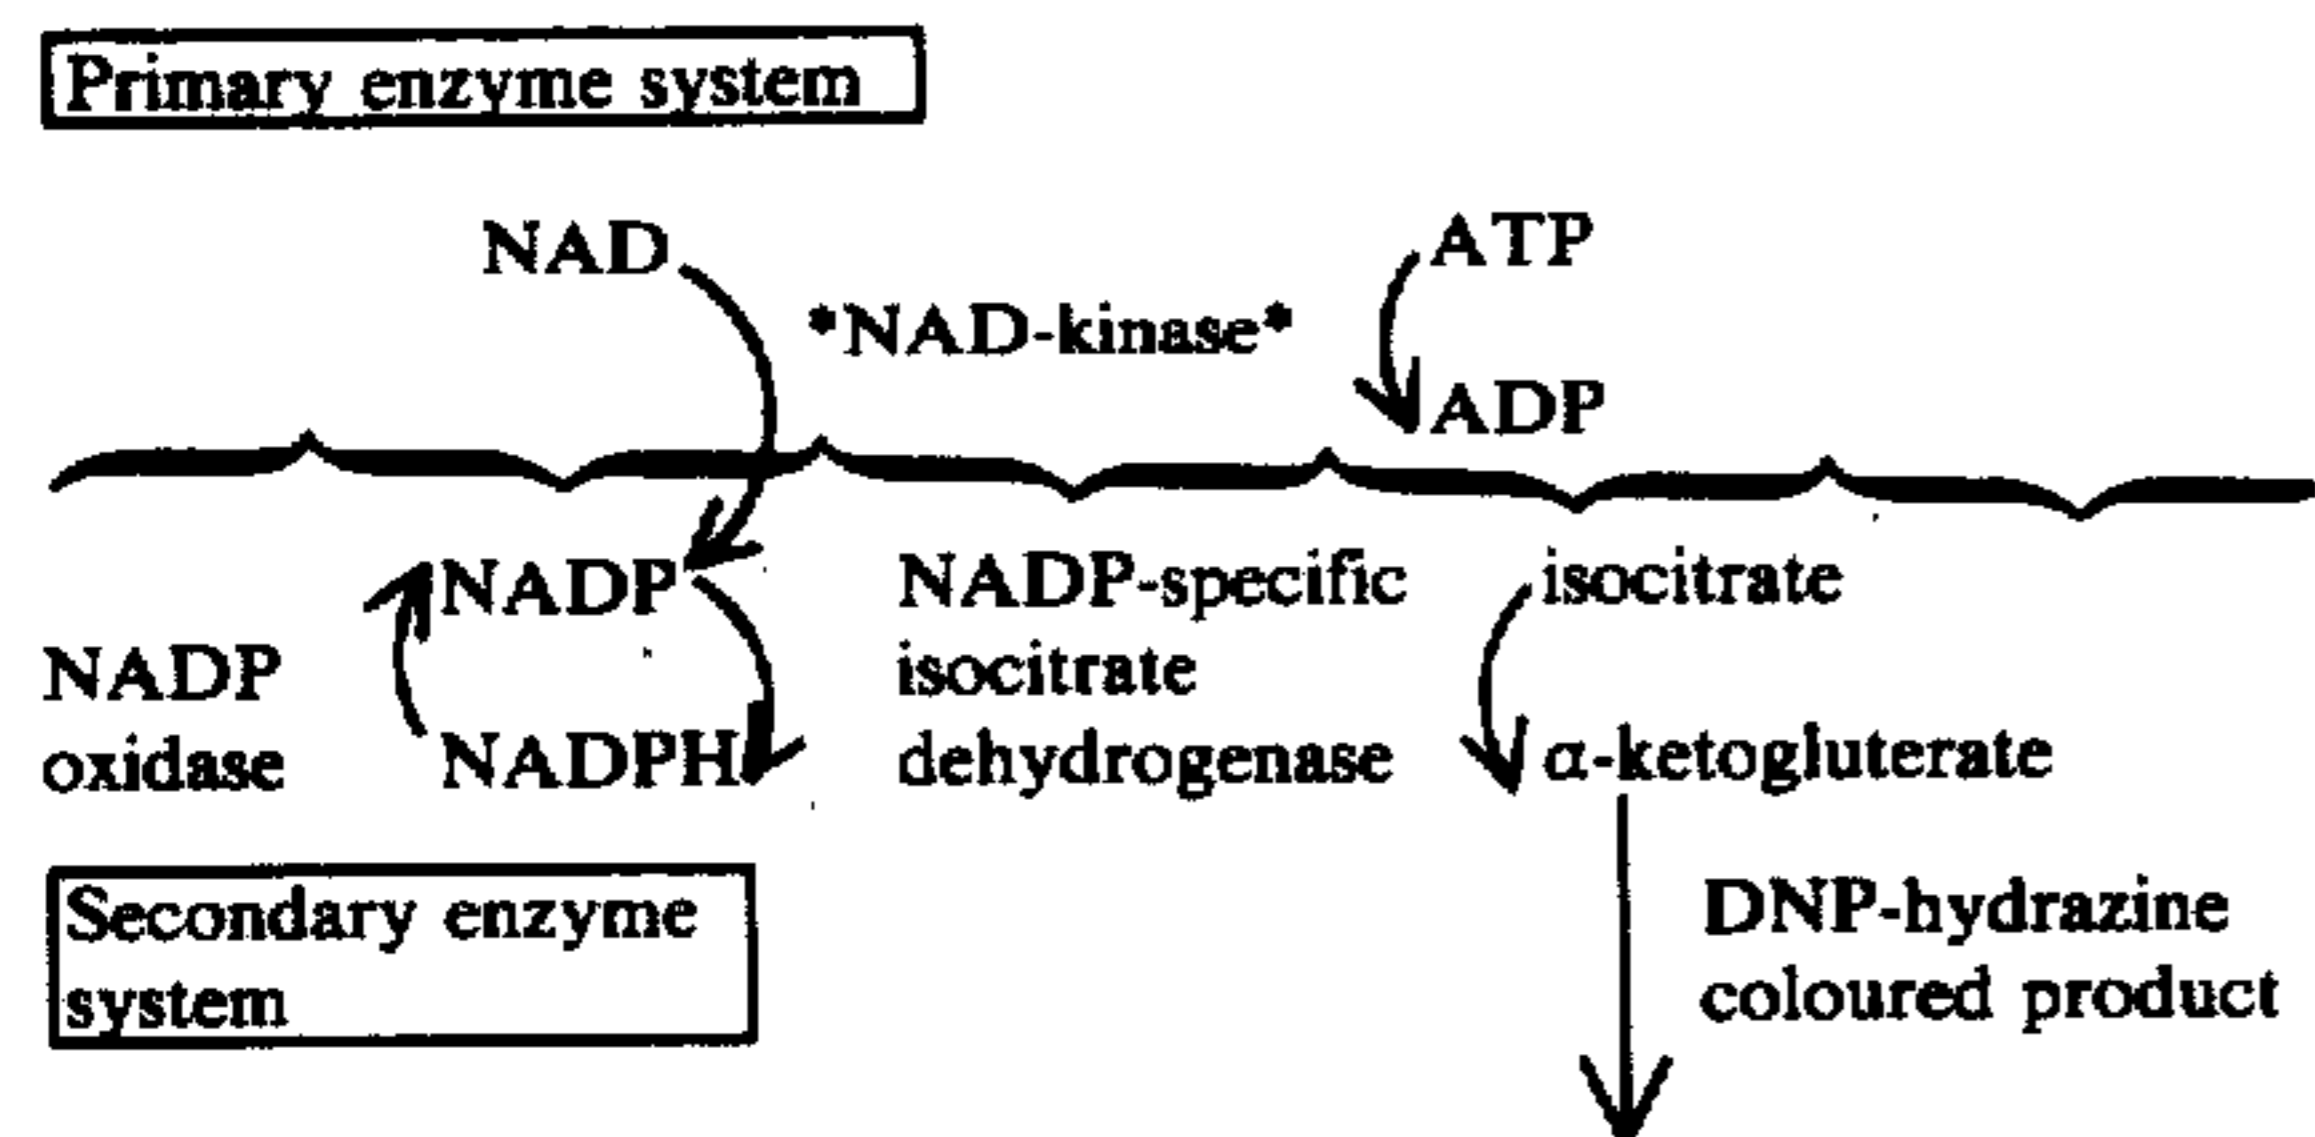 Primary enzyme system
NAD
ATP
*NAD-kinase*
ADP
NADP
NADP-specific
isocitrate
isocitrate
NADP
oxidase
NADPH
dehydrogenase
α-ketogluterate
Secondary enzyme
system
DNP-hydrazine
coloured product